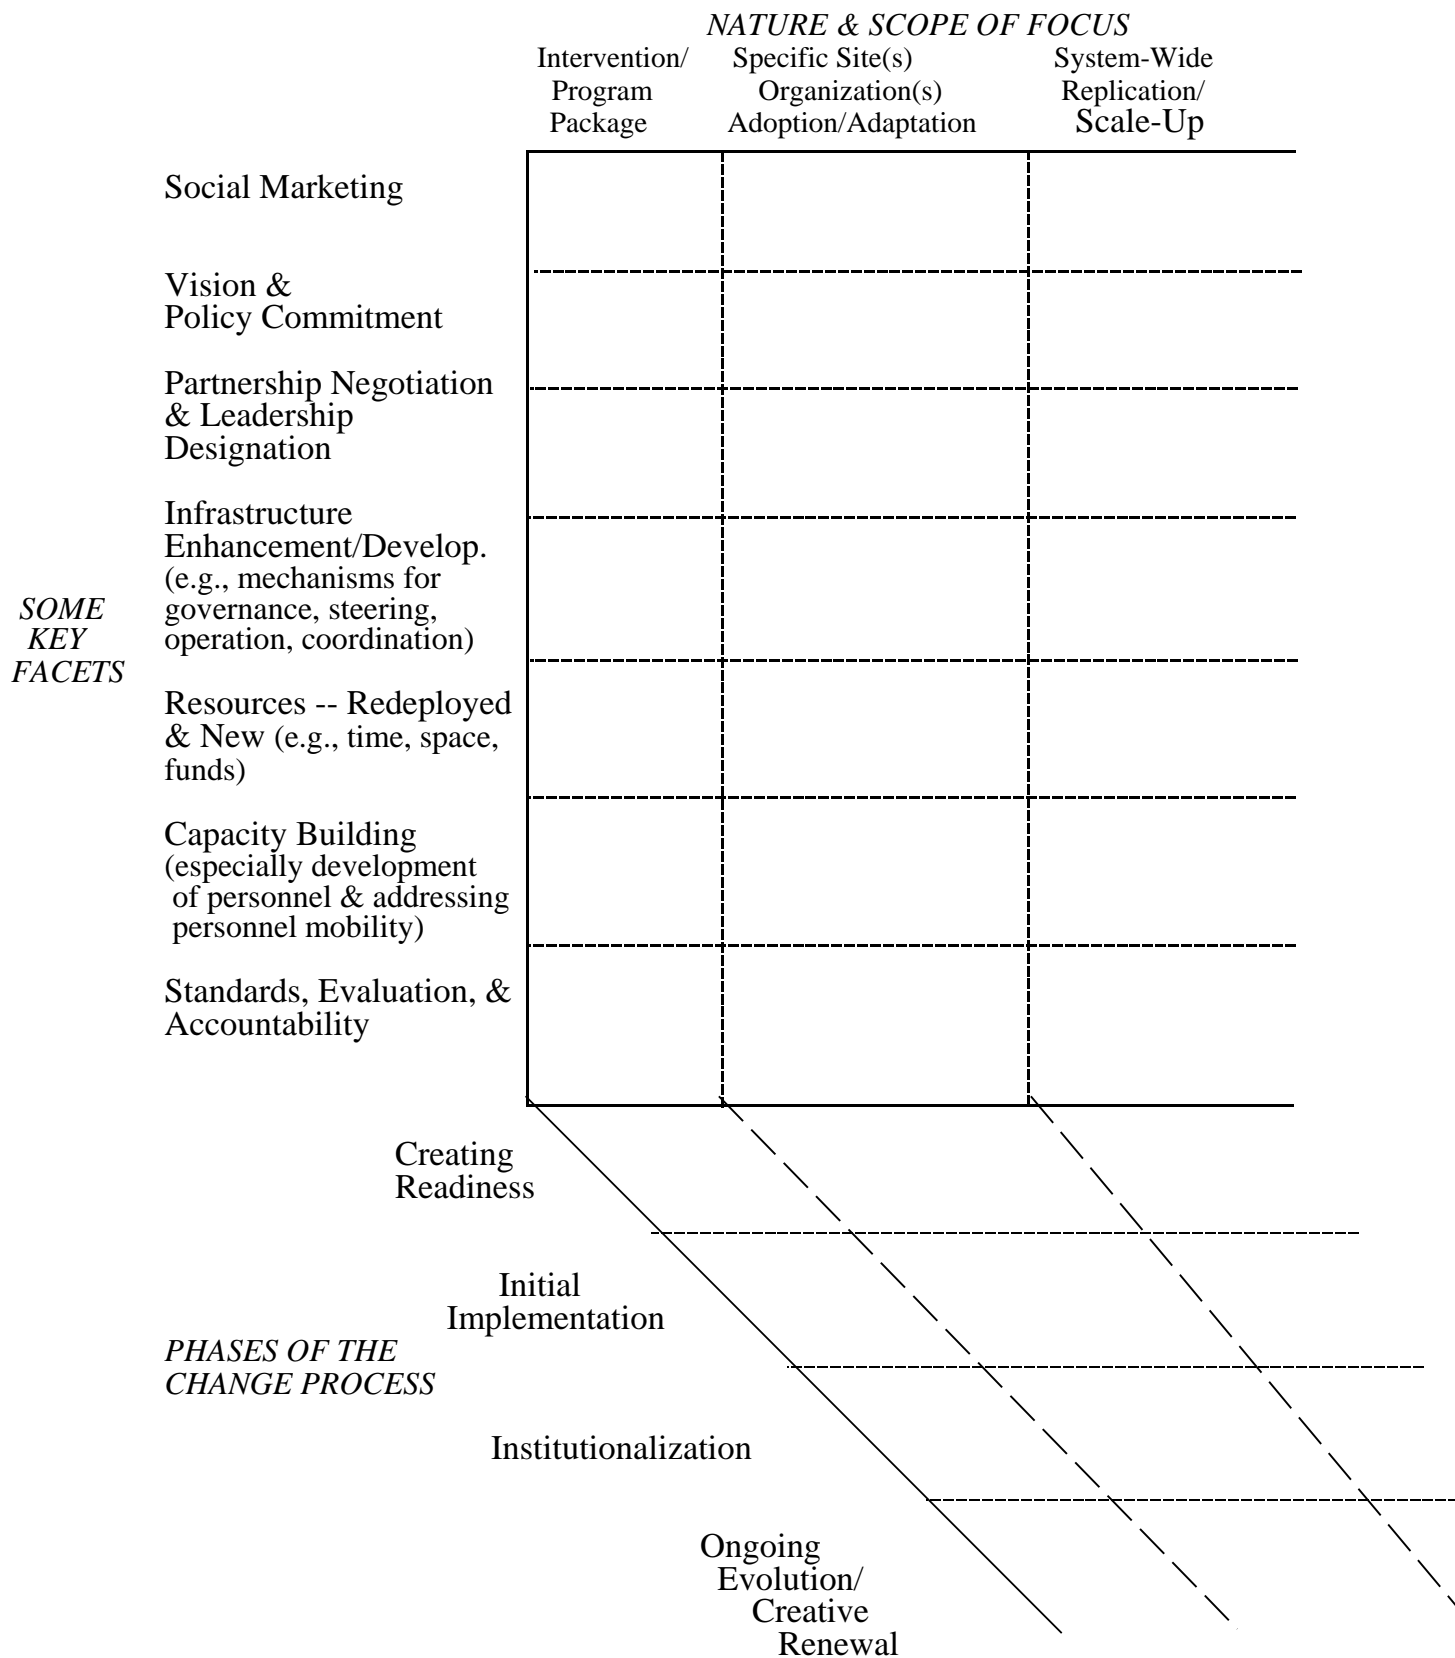 NATURE & SCOPE OF FOCUS
Intervention/ Specific Site(s) System-Wide
Program Organization(s) Replication/
Package Adoption/Adaptation Scale-Up
Social Marketing
Vision &
Policy Commitment
Partnership Negotiation
& Leadership
Designation
Infrastructure
Enhancement/Develop.
(e.g., mechanisms for
governance, steering,
operation, coordination)
SOME
KEY
FACETS
Resources -- Redeployed
& New (e.g., time, space,
funds)
Capacity Building
(especially development
of personnel & addressing
personnel mobility)
Standards, Evaluation, &
Accountability
Creating
Readiness
Initial
Implementation
PHASES OF THE
CHANGE PROCESS
Institutionalization
Ongoing
Evolution/
Creative
Renewal